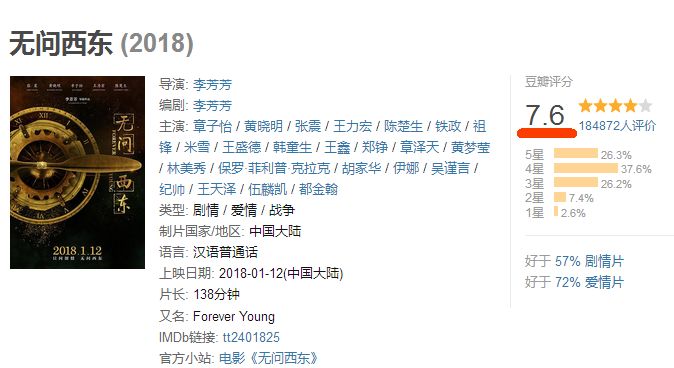 无问西东 (2018)
导演: 李芳芳
编剧: 李芳芳
主演: 章子怡 / 黄晓明 / 张震 / 王力宏 / 陈楚生 / 铁政 / 祖
锋 / 米雪 / 王盛德 / 韩童生 / 王鑫 / 郑铮 / 章泽天 / 黄梦莹
/ 林美秀 / 保罗·菲利普·克拉克 / 胡家华 / 伊娜 / 吴谨言 /
纪帅 / 王天泽 / 伍麟凯 / 都金翰
类型: 剧情 / 爱情 / 战争
制片国家/地区: 中国大陆
语言: 汉语普通话
上映日期: 2018-01-12(中国大陆)
片长: 138分钟
又名: Forever Young
IMDb链接: tt2401825
官方小站: 电影《无问西东》
无问西东
2018.1.12
豆瓣评分
7.6
184872人评价
5星 26.3%
4星 37.6%
3星 26.2%
2星 7.4%
1星 2.6%
好于 57% 剧情片
好于 72% 爱情片